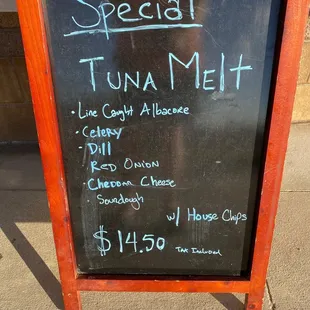 Special
Tuna Melt
• Line Caught Albacore
• Celery
• Dill
Red Onion
• Cheddar Cheese
Sourdough
w/ House Chips
$14.50 Tax Included